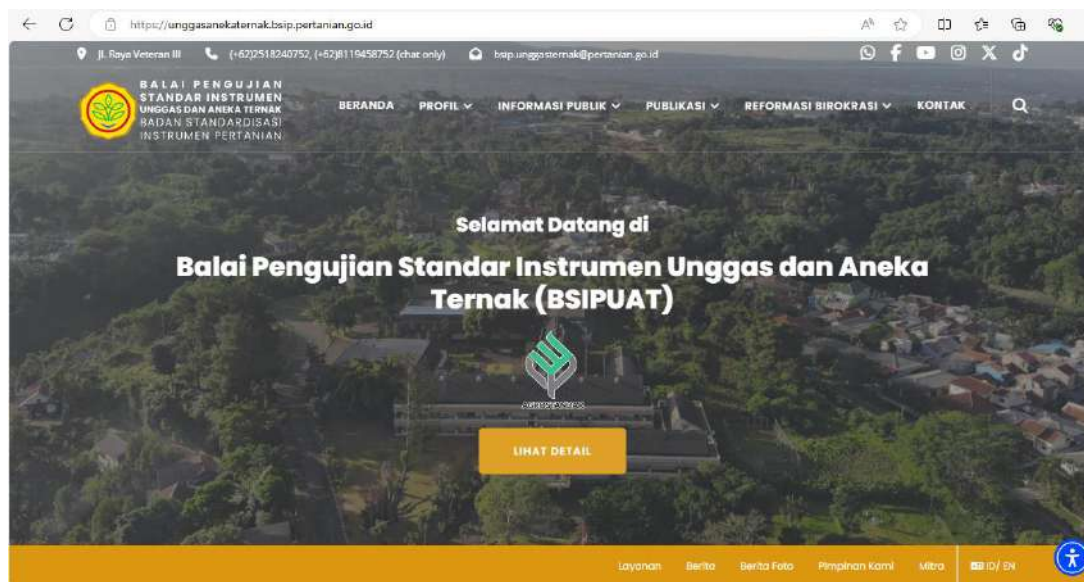 https://unggasanekaternak.bsip.pertanian.go.id
Jl. Raya Veteran III (+62)2518240752, (+62)8119458752 (chat only) bsip.unggasternak@pertanian.go.id
BALAI PENGUJIAN
STANDAR INSTRUMEN
UNGGAS DAN ANEKA TERNAK
BADAN STANDARDISASI
INSTRUMEN PERTANIAN
BERANDA PROFIL INFORMASI PUBLIK PUBLIKASI REFORMASI BIROKRASI KONTAK
Selamat Datang di
Balai Pengujian Standar Instrumen Unggas dan Aneka
Ternak (BSIPUAT)
AGROSTANDAR
LIHAT DETAIL
Layanan Berita Berita Foto Pimpinan Kami Mitra ID/ EN